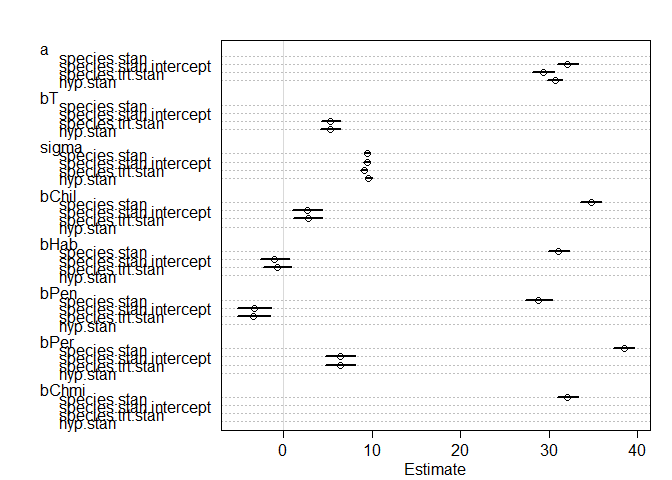 a
species.stan
species.stan.intercept
species.trt.stan
hyp.stan
bT
species.stan
species.stan.intercept
species.trt.stan
hyp.stan
sigma
species.stan
species.stan.intercept
species.trt.stan
hyp.stan
bChil
species.stan
species.stan.intercept
species.trt.stan
hyp.stan
bHab
species.stan
species.stan.intercept
species.trt.stan
hyp.stan
bPen
species.stan
species.stan.intercept
species.trt.stan
hyp.stan
bPer
species.stan
species.stan.intercept
species.trt.stan
hyp.stan
bChmi
species.stan
species.stan.intercept
species.trt.stan
hyp.stan
0 10 20 30 40
Estimate